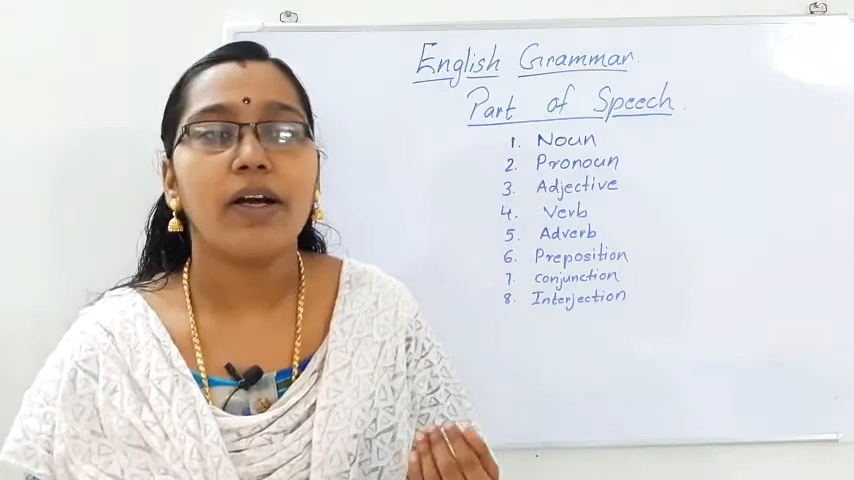 English Grammar.
Part of Speech.
1. Noun
2. Pronoun
3. Adjective
4. Verb
5. Adverb
6. Preposition
7. conjunction
8. Interjection